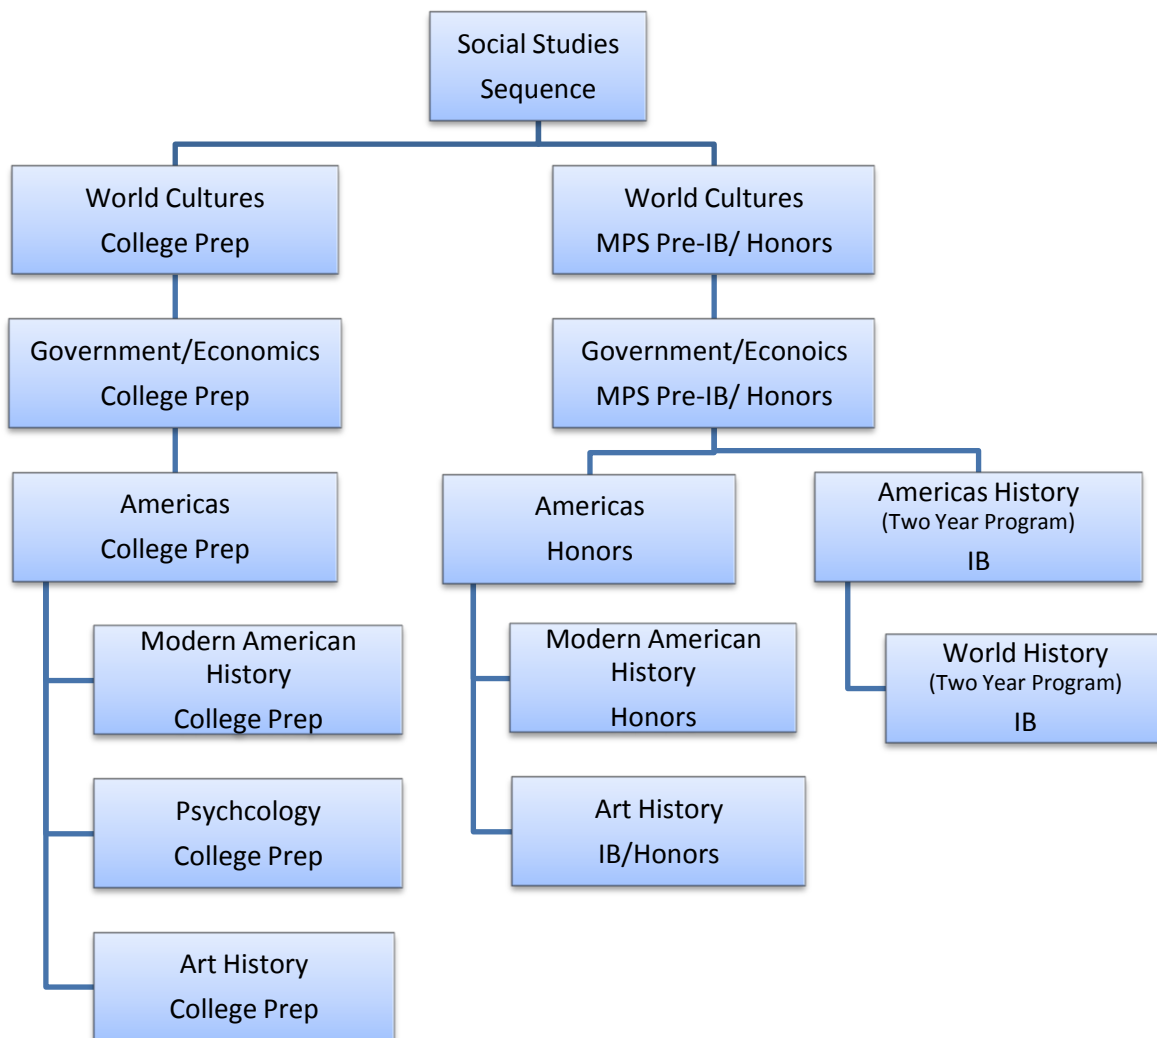 Social Studies
Sequence
World Cultures
College Prep
World Cultures
MPS Pre-IB/ Honors
Government/Economics
College Prep
Government/Econoics
MPS Pre-IB/ Honors
Americas
College Prep
Americas
Honors
Americas History
(Two Year Program)
IB
Modern American
History
College Prep
Modern American
History
Honors
World History
(Two Year Program)
IB
Psychcology
College Prep
Art History
IB/Honors
Art History
College Prep